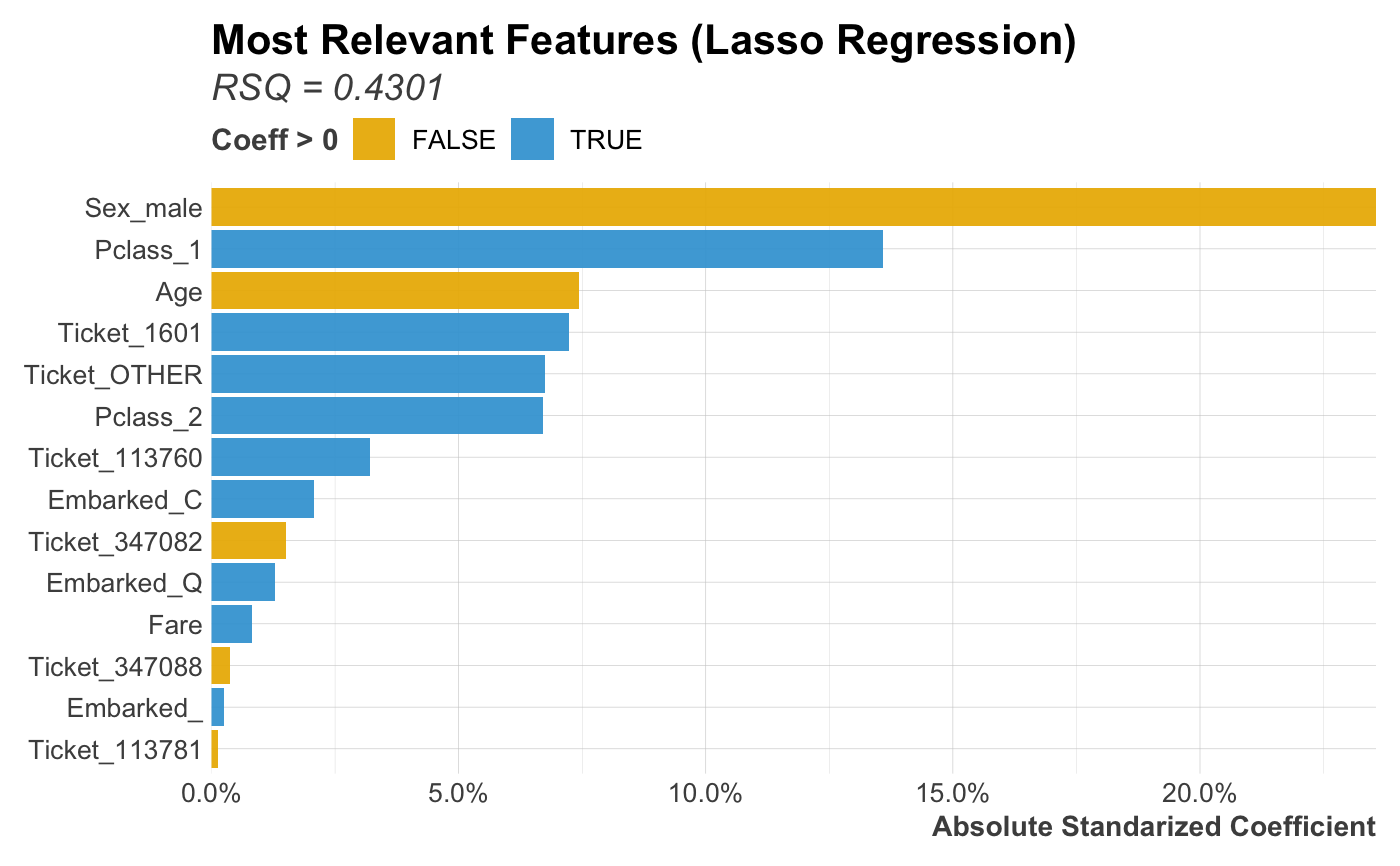 Most Relevant Features (Lasso Regression)
RSQ = 0.4301
Coeff > 0 FALSE TRUE
Sex_male
Pclass_1
Age
Ticket_1601
Ticket_OTHER
Pclass_2
Ticket_113760
Embarked_C
Ticket_347082
Embarked_Q
Fare
Ticket_347088
Embarked_
Ticket_113781
0.0% 5.0% 10.0% 15.0% 20.0%
Absolute Standarized Coefficient